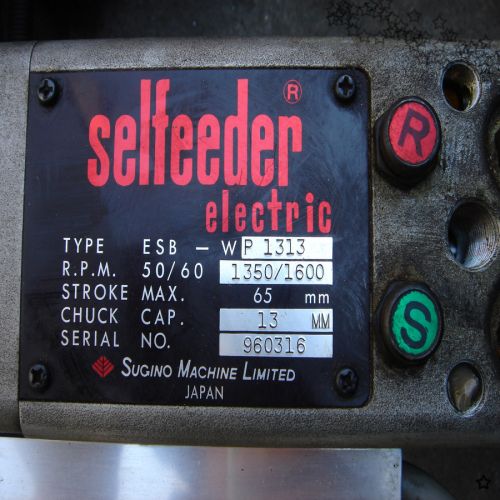 selfeeder ®
electric
TYPE ESB - WP 1313
R.P.M. 50/60 1350/1600
STROKE MAX. 65 mm
CHUCK CAP. 13 MM
SERIAL NO. 960316
SUGINO MACHINE LIMITED
JAPAN
R
S